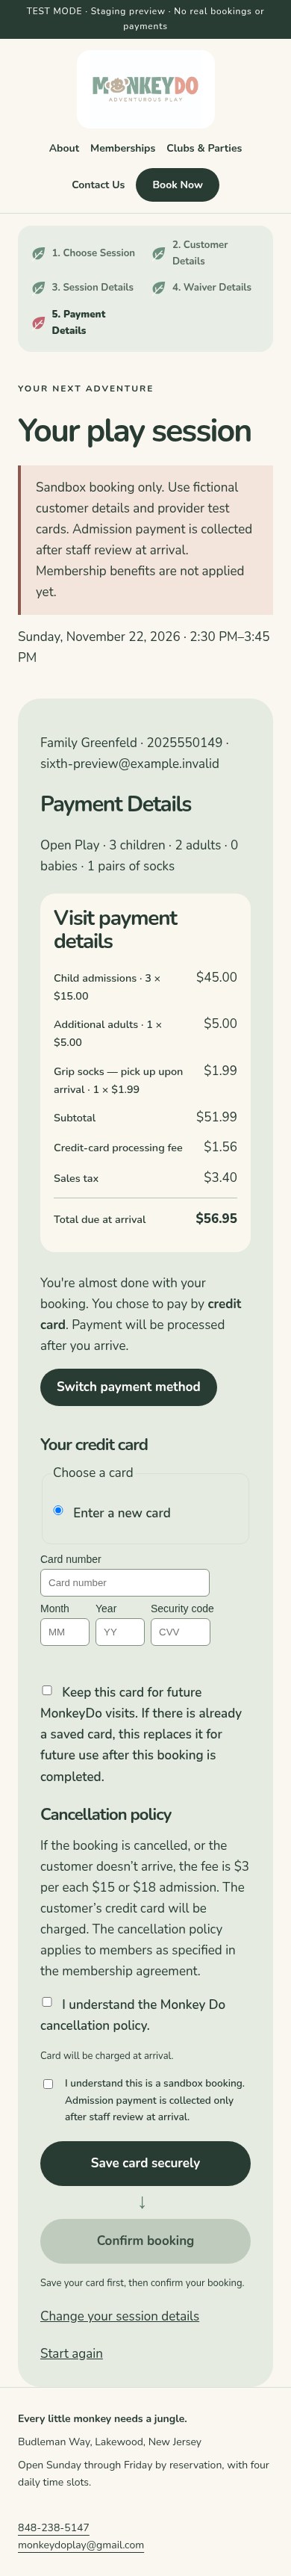 TEST MODE · Staging preview · No real bookings or
payments
MONKEYDO
ADVENTUROUS PLAY
About Memberships Clubs & Parties
Contact Us Book Now
1. Choose Session
2. Customer
Details
3. Session Details
4. Waiver Details
5. Payment
Details
YOUR NEXT ADVENTURE
Your play session
Sandbox booking only. Use fictional
customer details and provider test
cards. Admission payment is collected
after staff review at arrival.
Membership benefits are not applied
yet.
Sunday, November 22, 2026 · 2:30 PM–3:45
PM
Family Greenfeld · 2025550149 ·
sixth-preview@example.invalid
Payment Details
Open Play · 3 children · 2 adults · 0
babies · 1 pairs of socks
Visit payment
details
Child admissions · 3 × $45.00
$15.00
Additional adults · 1 × $5.00
$5.00
Grip socks — pick up upon $1.99
arrival · 1 × $1.99
Subtotal $51.99
Credit-card processing fee $1.56
Sales tax $3.40
Total due at arrival $56.95
You're almost done with your
booking. You chose to pay by credit
card. Payment will be processed
after you arrive.
Switch payment method
Your credit card
Choose a card
Enter a new card
Card number
Card number
Month Year Security code
MM YY CVV
Keep this card for future
MonkeyDo visits. If there is already
a saved card, this replaces it for
future use after this booking is
completed.
Cancellation policy
If the booking is cancelled, or the
customer doesn’t arrive, the fee is $3
per each $15 or $18 admission. The
customer’s credit card will be
charged. The cancellation policy
applies to members as specified in
the membership agreement.
I understand the Monkey Do
cancellation policy.
Card will be charged at arrival.
I understand this is a sandbox booking.
Admission payment is collected only
after staff review at arrival.
Save card securely
↓
Confirm booking
Save your card first, then confirm your booking.
Change your session details
Start again
Every little monkey needs a jungle.
Budleman Way, Lakewood, New Jersey
Open Sunday through Friday by reservation, with four
daily time slots.
848-238-5147
monkeydoplay@gmail.com